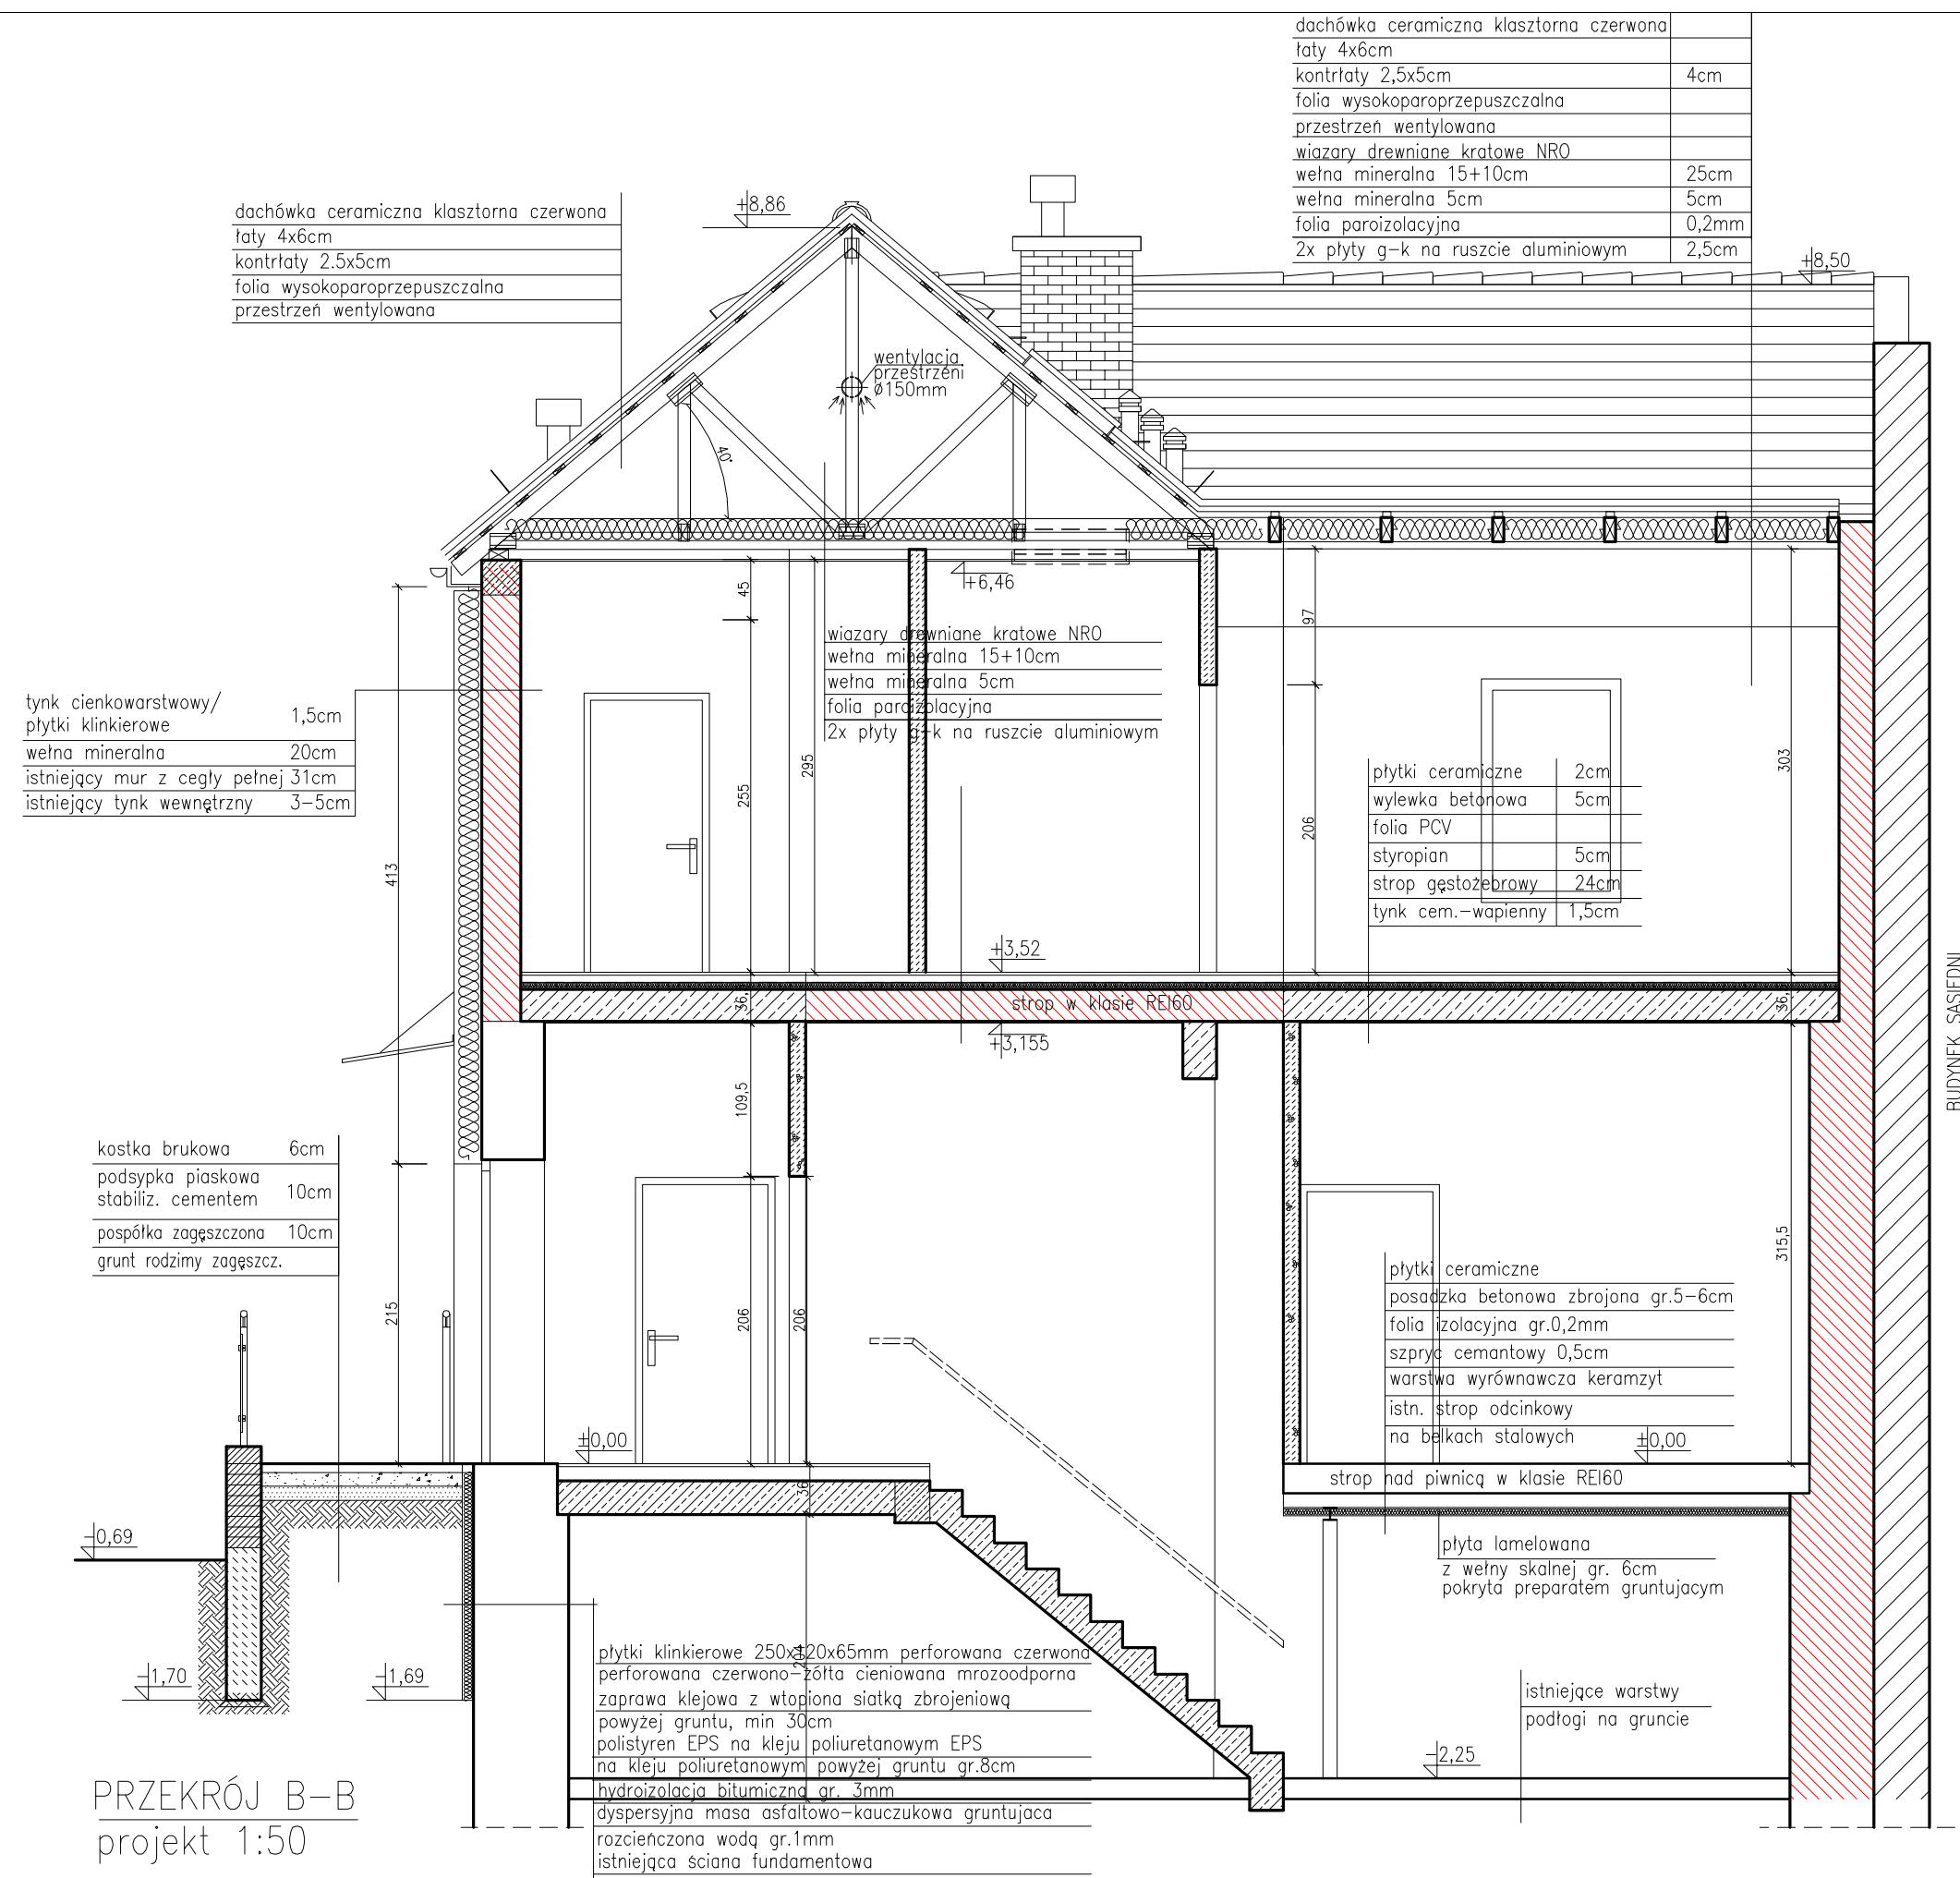 dachówka ceramiczna klasztorna czerwona
łaty 4x6cm
kontrłaty 2,5x5cm 4cm
folia wysokoparoprzepuszczalna
przestrzeń wentylowana
wiazary drewniane kratowe NRO
wełna mineralna 15+10cm 25cm
wełna mineralna 5cm 5cm
folia paroizolacyjna 0,2mm
2x płyty g-k na ruszcie aluminiowym 2,5cm
dachówka ceramiczna klasztorna czerwona
łaty 4x6cm
kontrłaty 2.5x5cm
folia wysokoparoprzepuszczalna
przestrzeń wentylowana
+8,86
+8,50
wentylacja
przestrzeni
ø150mm
40°
+6,46
45
97
wiazary drewniane kratowe NRO
wełna mineralna 15+10cm
wełna mineralna 5cm
folia paroizolacyjna
2x płyty g-k na ruszcie aluminiowym
tynk cienkowarstwowy/
płytki klinkierowe 1,5cm
wełna mineralna 20cm
istniejący mur z cegły pełnej 31cm
istniejący tynk wewnętrzny 3-5cm
413
255
295
206
303
płytki ceramiczne 2cm
wylewka betonowa 5cm
folia PCV
styropian 5cm
strop gęstożebrowy 24cm
tynk cem.-wapienny 1,5cm
+3,52
strop w klasie REI60
+3,155
109,5
BUDYNEK SĄSIEDNI
kostka brukowa 6cm
podsypka piaskowa
stabiliz. cementem 10cm
pospółka zagęszczona 10cm
grunt rodzimy zagęszcz.
215
206
206
315,5
płytki ceramiczne
posadzka betonowa zbrojona gr.5-6cm
folia izolacyjna gr.0,2mm
szpryc cemantowy 0,5cm
warstwa wyrównawcza keramzyt
istn. strop odcinkowy
na belkach stalowych
±0,00
±0,00
strop nad piwnicą w klasie REI60
36
-0,69
płyta lamelowana
z wełny skalnej gr. 6cm
pokryta preparatem gruntujacym
-1,70
-1,69
204
płytki klinkierowe 250x120x65mm perforowana czerwona
perforowana czerwono-żółta cieniowana mrozoodporna
zaprawa klejowa z wtopiona siatką zbrojeniową
powyżej gruntu, min 30cm
polistyren EPS na kleju poliuretanowym EPS
na kleju poliuretanowym powyżej gruntu gr.8cm
hydroizolacja bitumiczna gr. 3mm
dyspersyjna masa asfaltowo-kauczukowa gruntujaca
rozcieńczona wodą gr.1mm
istniejąca ściana fundamentowa
istniejące warstwy
podłogi na gruncie
-2,25
PRZEKRÓJ B-B
projekt 1:50